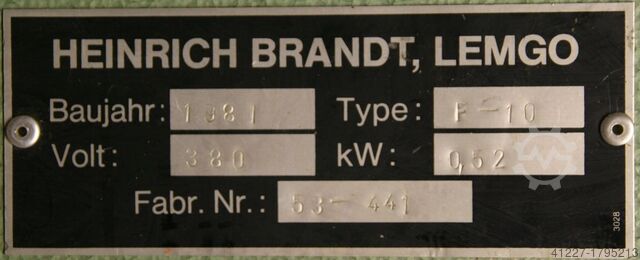 HEINRICH BRANDT, LEMGO
Baujahr: 1981 Type: F-10
Volt: 380 kW: 0,52
Fabr. Nr.: 53-441
3028
41227-1795213